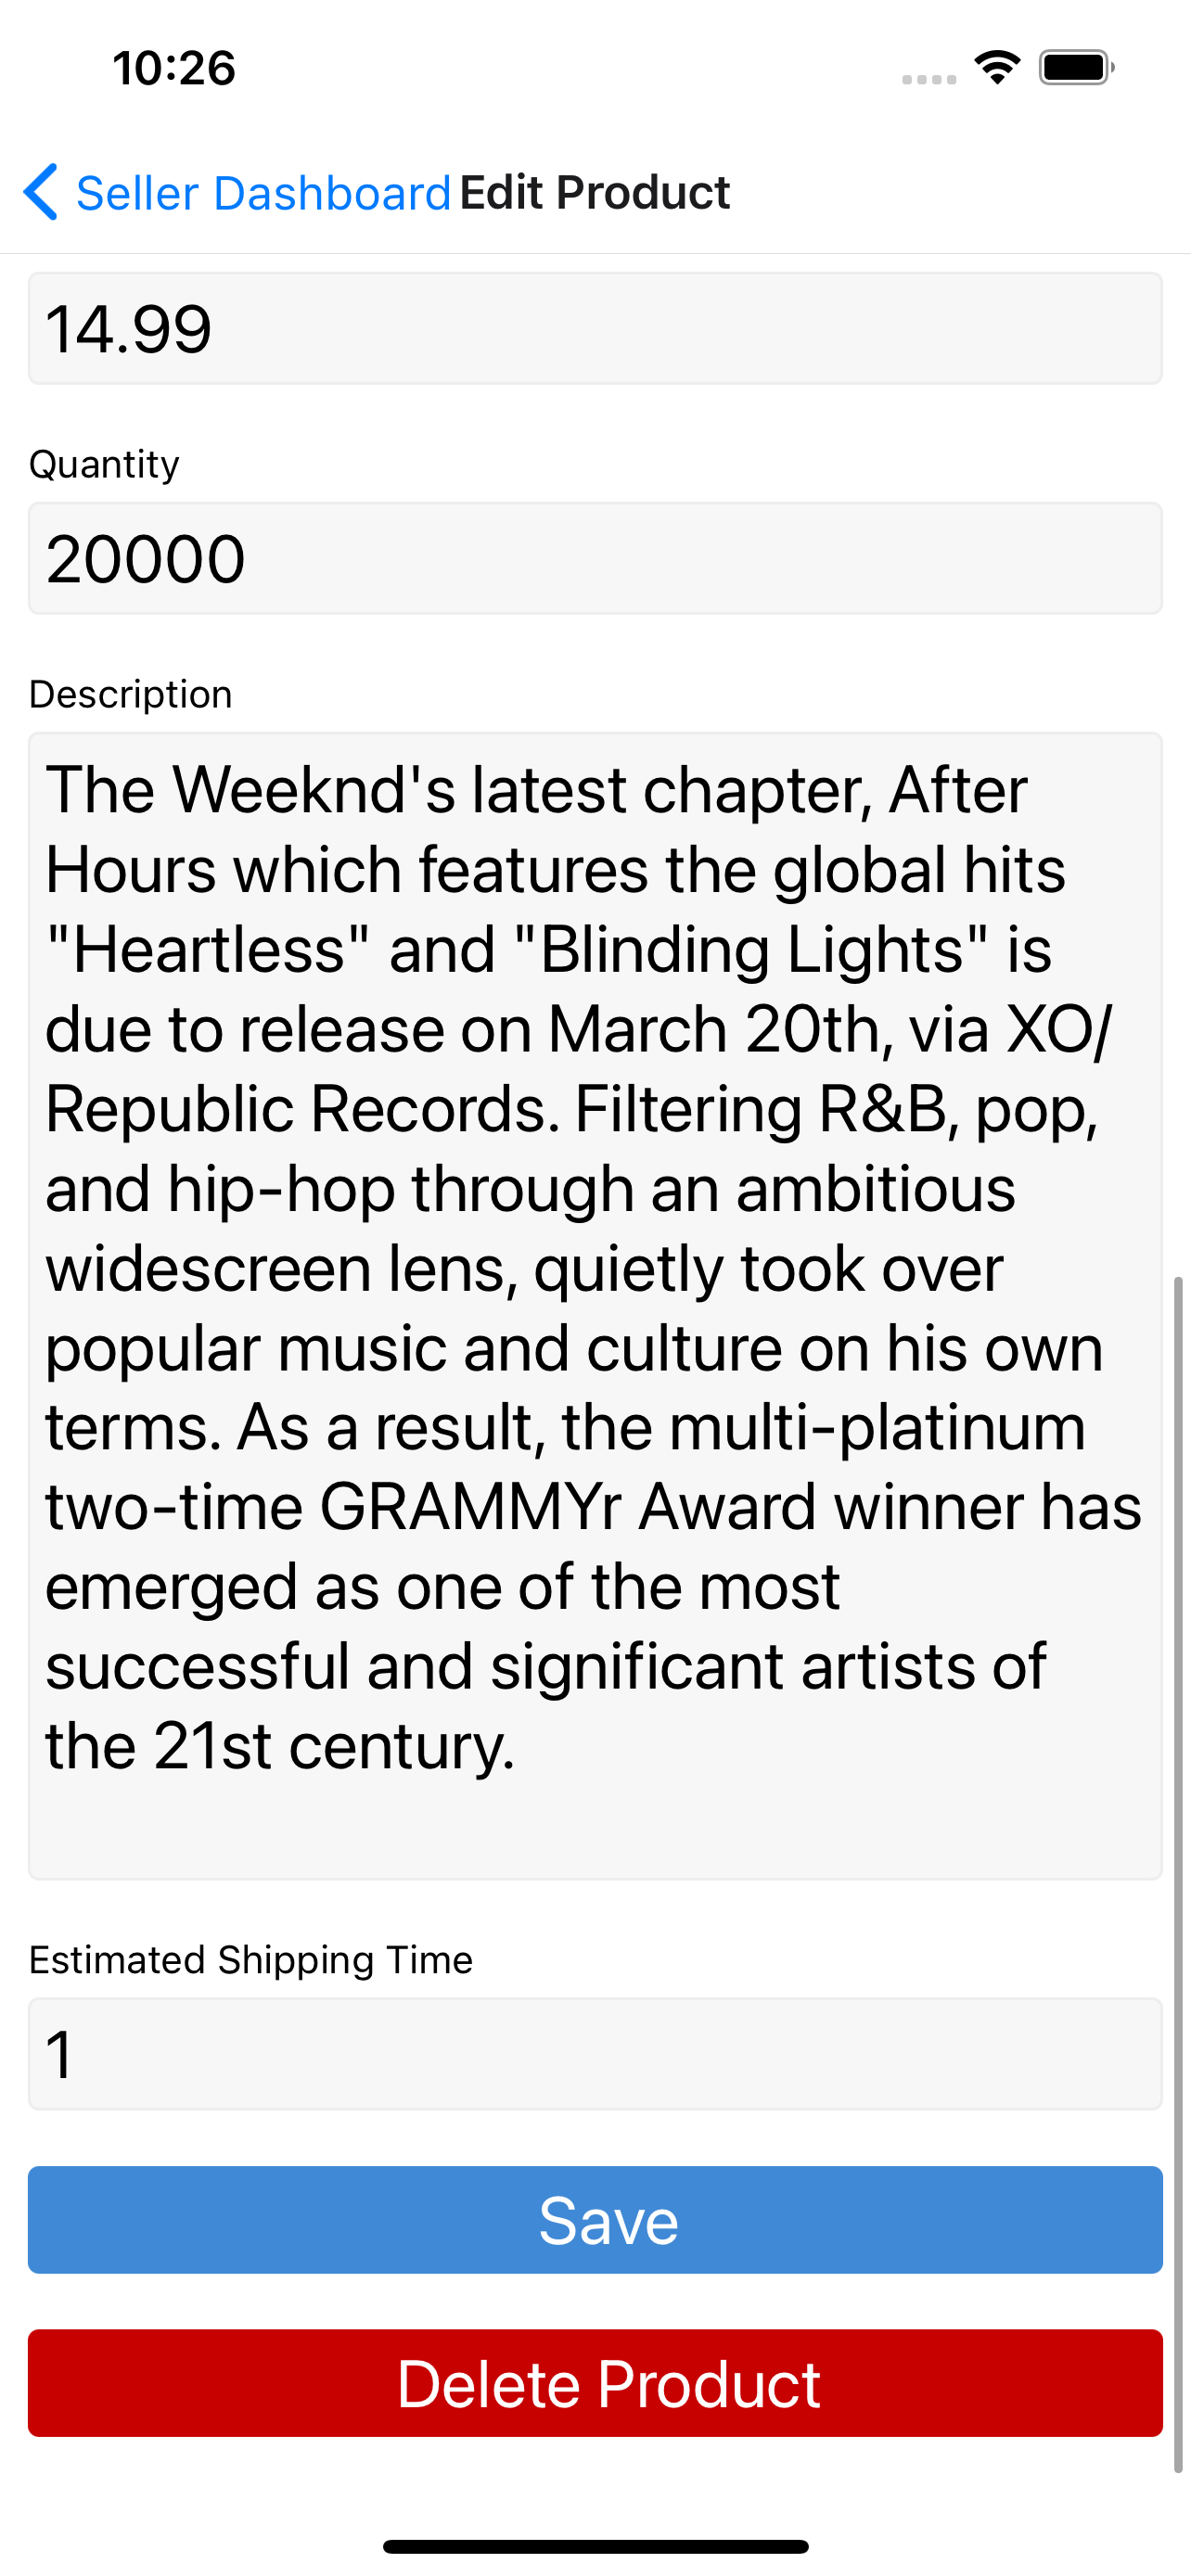 10:26
Seller Dashboard Edit Product
14.99
Quantity
20000
Description
The Weeknd's latest chapter, After
Hours which features the global hits
"Heartless" and "Blinding Lights" is
due to release on March 20th, via XO/
Republic Records. Filtering R&B, pop,
and hip-hop through an ambitious
widescreen lens, quietly took over
popular music and culture on his own
terms. As a result, the multi-platinum
two-time GRAMMYr Award winner has
emerged as one of the most
successful and significant artists of
the 21st century.
Estimated Shipping Time
1
Save
Delete Product